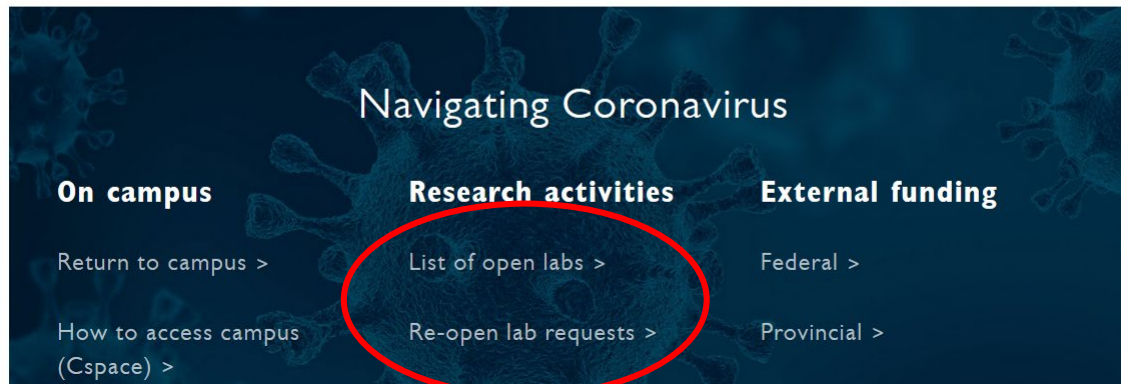 Navigating Coronavirus
On campus
Return to campus >
How to access campus
(Cspace) >
Research activities
List of open labs >
Re-open lab requests >
External funding
Federal >
Provincial >